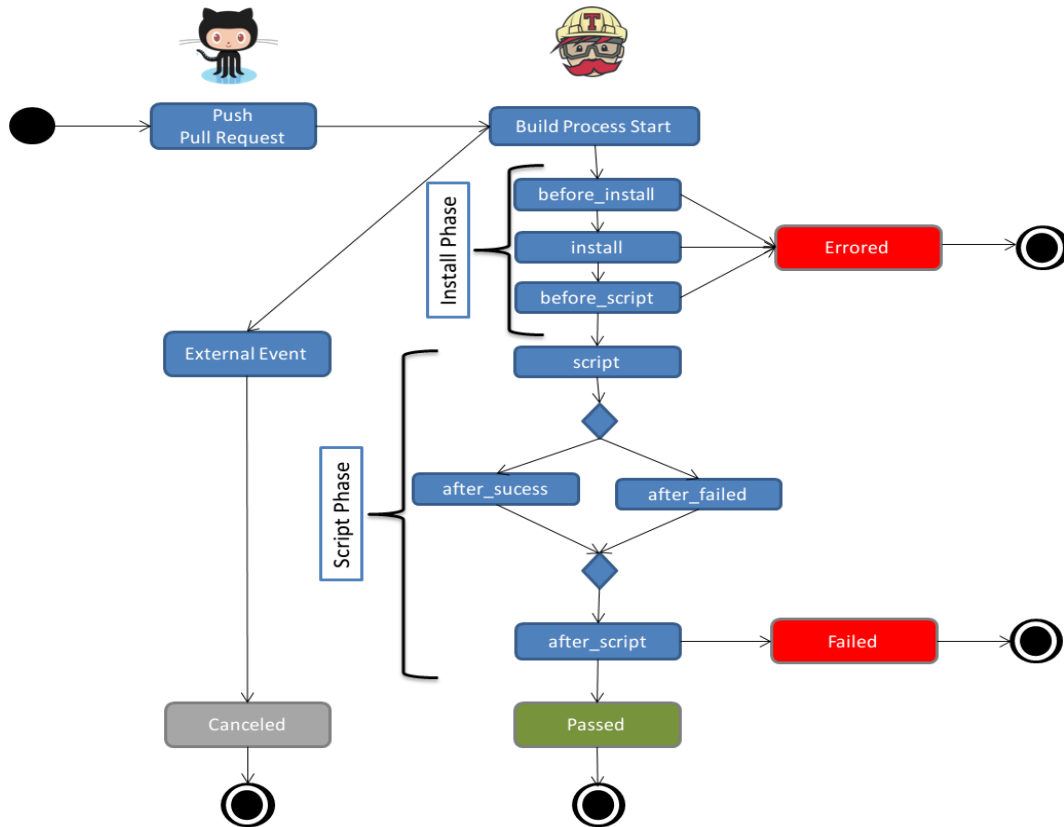 T
Push
Pull Request
Build Process Start
before_install
Install Phase
install
Errored
before_script
External Event
script
Script Phase
after_sucess
after_failed
after_script
Failed
Canceled
Passed